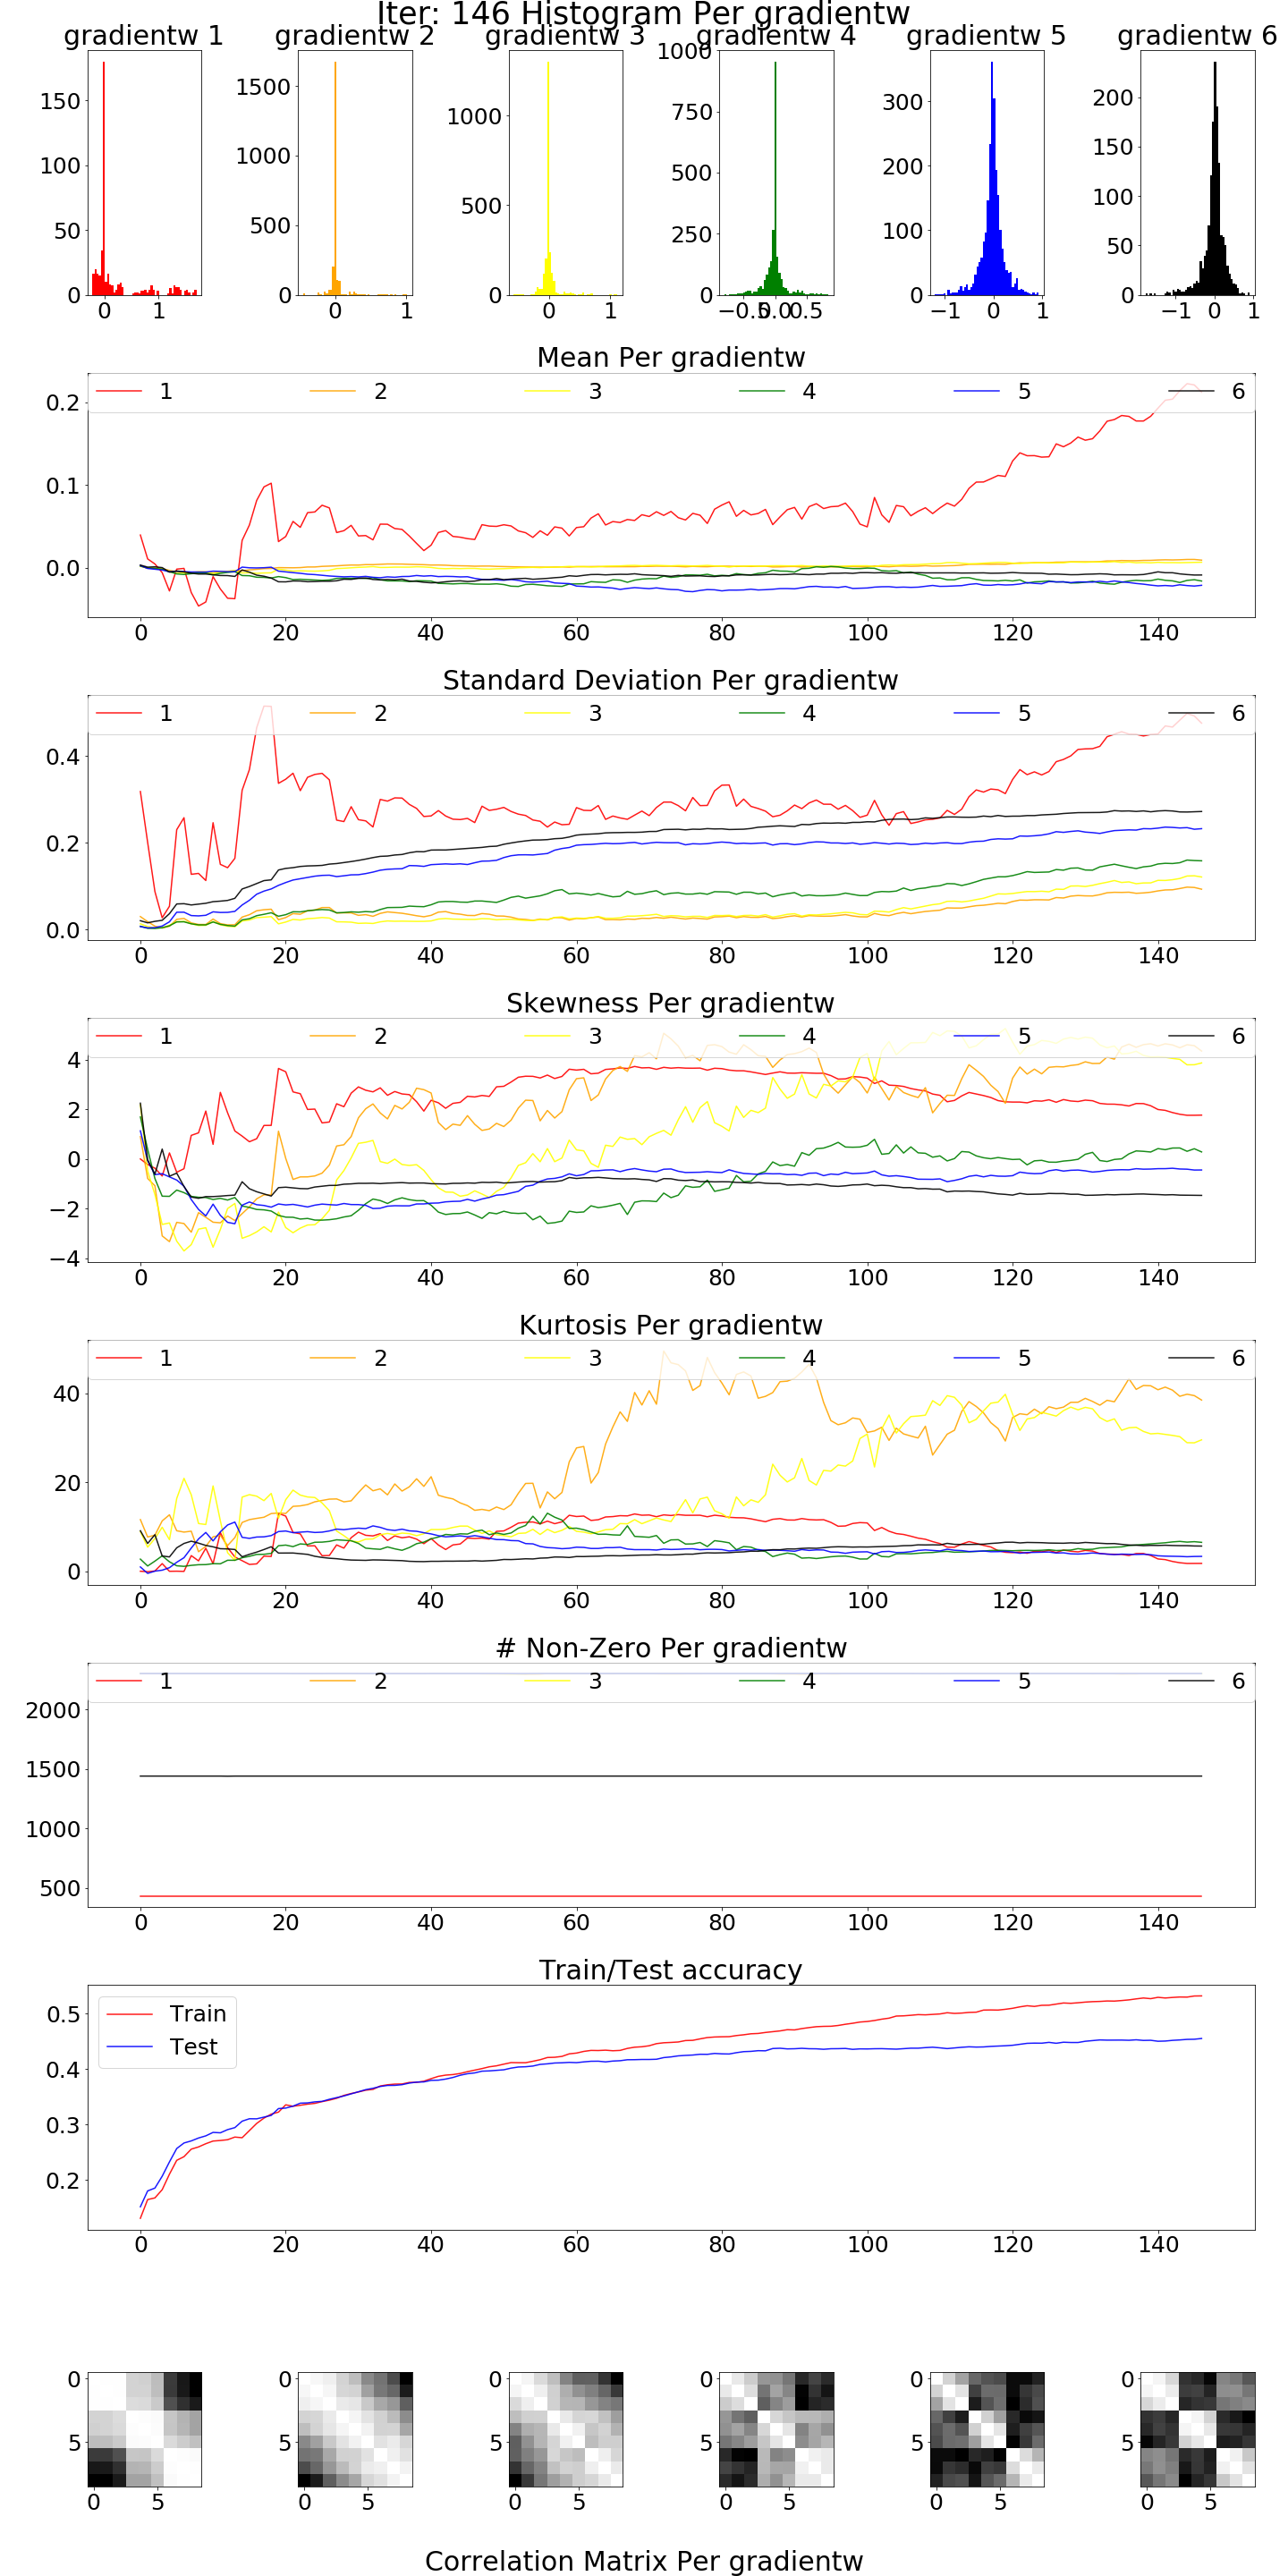 Iter: 146 Histogram Per gradientw
gradientw 1 gradientw 2 gradientw 3 gradientw 4 gradientw 5 gradientw 6
150
100
50
0
0 1
1500
1000
500
0
0 1
1000
500
0
0 1
1000
750
500
250
0
−0.5 0.0 0.5
300
200
100
0
−1 0 1
200
150
100
50
0
−1 0 1
Mean Per gradientw
1 2 3 4 5 6
0.2
0.1
0.0
0 20 40 60 80 100 120 140
Standard Deviation Per gradientw
1 2 3 4 5 6
0.4
0.2
0.0
0 20 40 60 80 100 120 140
Skewness Per gradientw
1 2 3 4 5 6
4
2
0
−2
−4
0 20 40 60 80 100 120 140
Kurtosis Per gradientw
1 2 3 4 5 6
40
20
0
0 20 40 60 80 100 120 140
# Non-Zero Per gradientw
1 2 3 4 5 6
2000
1500
1000
500
0 20 40 60 80 100 120 140
Train/Test accuracy
Train
Test
0.5
0.4
0.3
0.2
0 20 40 60 80 100 120 140
0
5
0 5
0
5
0 5
0
5
0 5
0
5
0 5
0
5
0 5
0
5
0 5
Correlation Matrix Per gradientw